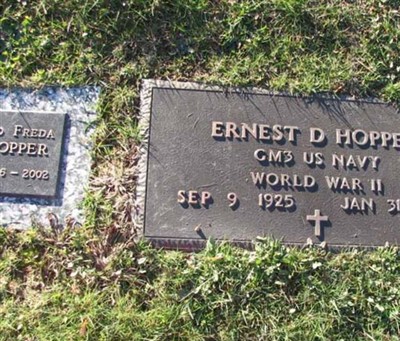 Freda
OPPER
- 2002
ERNEST D HOPPE
GM3 US NAVY
WORLD WAR II
SEP 9 1925 JAN 31